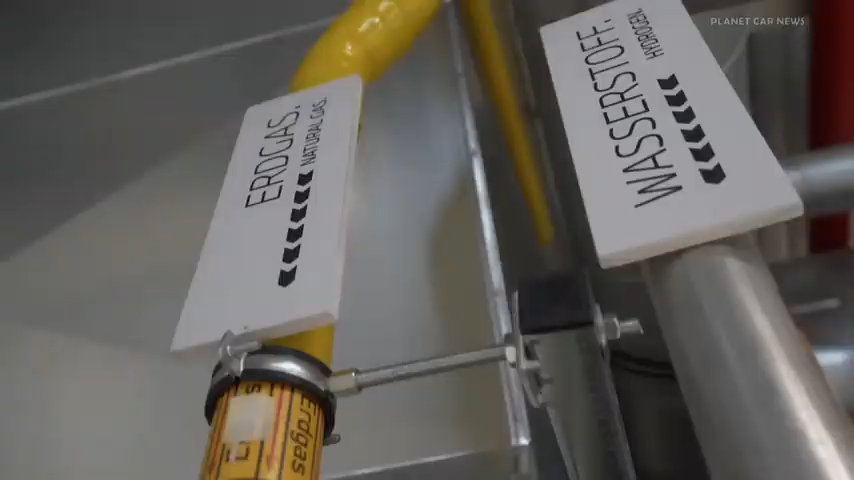 PLANET CAR NEWS
ERDGAS.
NATURAL GAS.
WASSERSTOFF.
HYDROGEN.
Erdgas